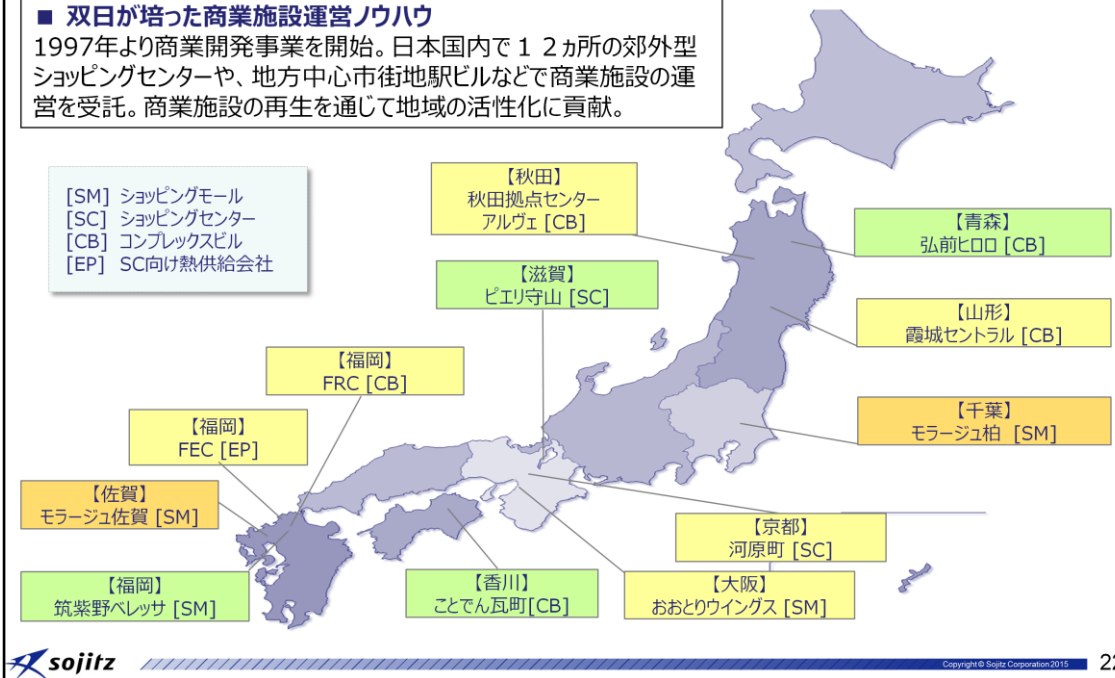 ■ 双日が培った商業施設運営ノウハウ
1997年より商業開発事業を開始。日本国内で１２ヵ所の郊外型
ショッピングセンターや、地方中心市街地駅ビルなどで商業施設の運
営を受託。商業施設の再生を通じて地域の活性化に貢献。
[SM] ショッピングモール
[SC] ショッピングセンター
[CB] コンプレックスビル
[EP] SC向け熱供給会社
【秋田】
秋田拠点センター
アルヴェ [CB]
【青森】
弘前ヒロロ [CB]
【滋賀】
ピエリ守山 [SC]
【山形】
霞城セントラル [CB]
【福岡】
FRC [CB]
【千葉】
モラージュ柏 [SM]
【福岡】
FEC [EP]
【佐賀】
モラージュ佐賀 [SM]
【京都】
河原町 [SC]
【福岡】
筑紫野ベレッサ [SM]
【香川】
ことでん瓦町[CB]
【大阪】
おおとりウイングス [SM]
sojitz
Copyright © Sojitz Corporation 2015
22